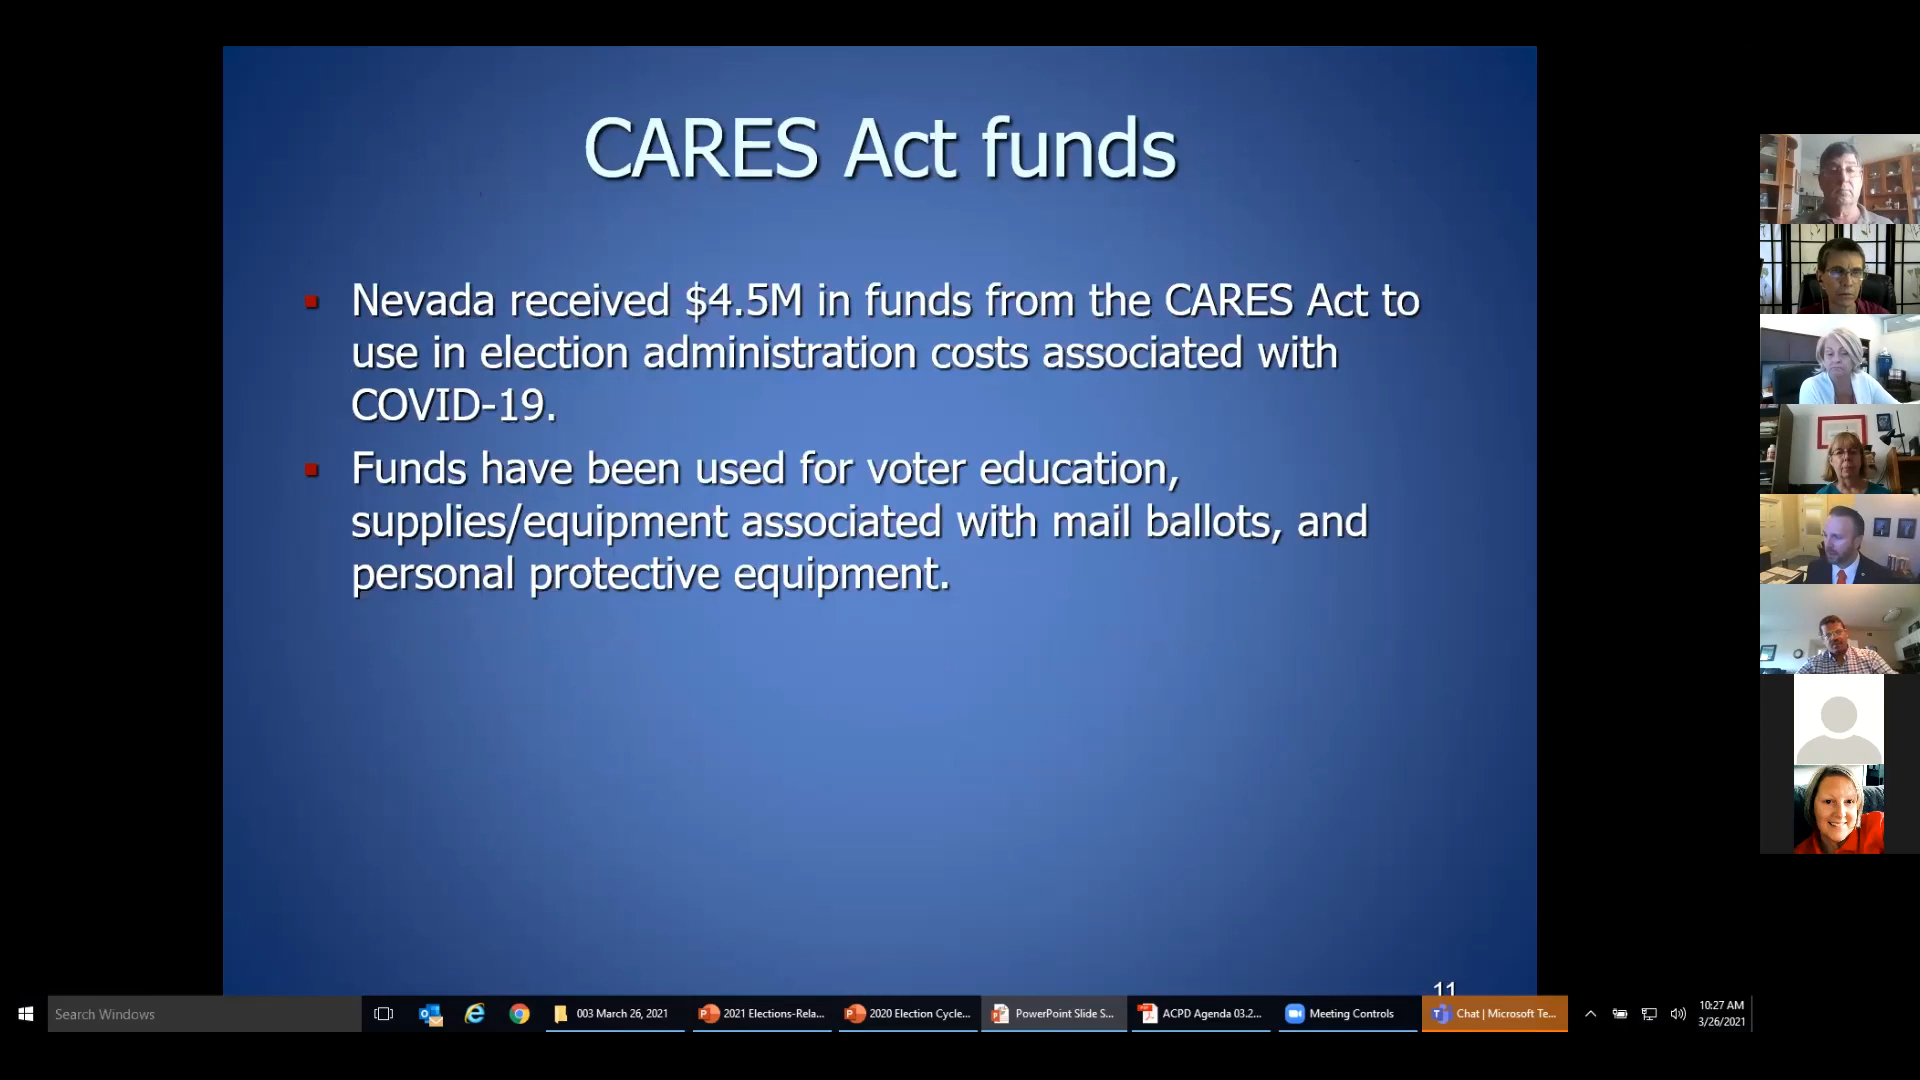 CARES Act funds
Nevada received $4.5M in funds from the CARES Act to
use in election administration costs associated with
COVID-19.
Funds have been used for voter education,
supplies/equipment associated with mail ballots, and
personal protective equipment.
11
Search Windows
003 March 26, 2021
2021 Elections-Rela...
2020 Election Cycle...
PowerPoint Slide S...
ACPD Agenda 03.2...
Meeting Controls
Chat | Microsoft Te...
10:27 AM
3/26/2021